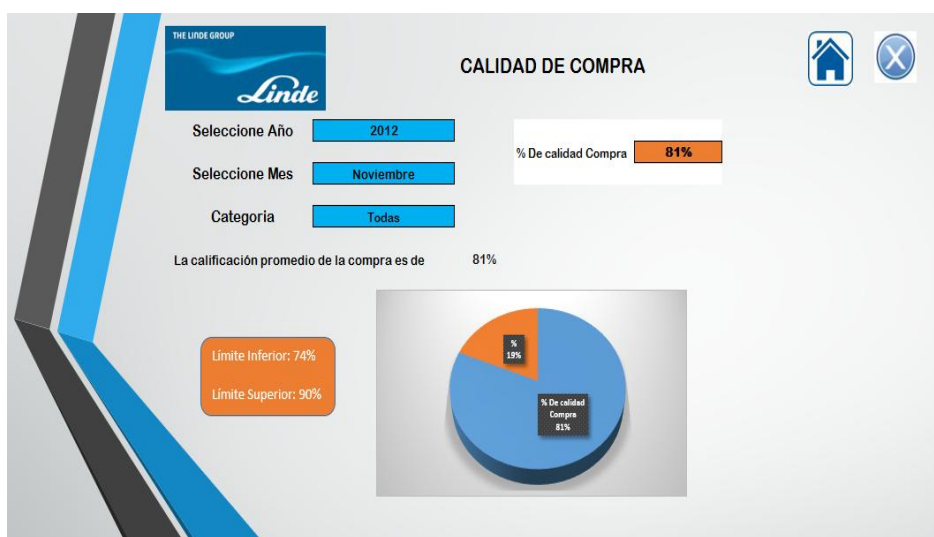 THE LINDE GROUP
Linde
CALIDAD DE COMPRA
Seleccione Año 2012
% De calidad Compra 81%
Seleccione Mes Noviembre
Categoria Todas
La calificación promedio de la compra es de 81%
Límite Inferior: 74%
Límite Superior: 90%
%
19%
% De calidad
Compra
81%